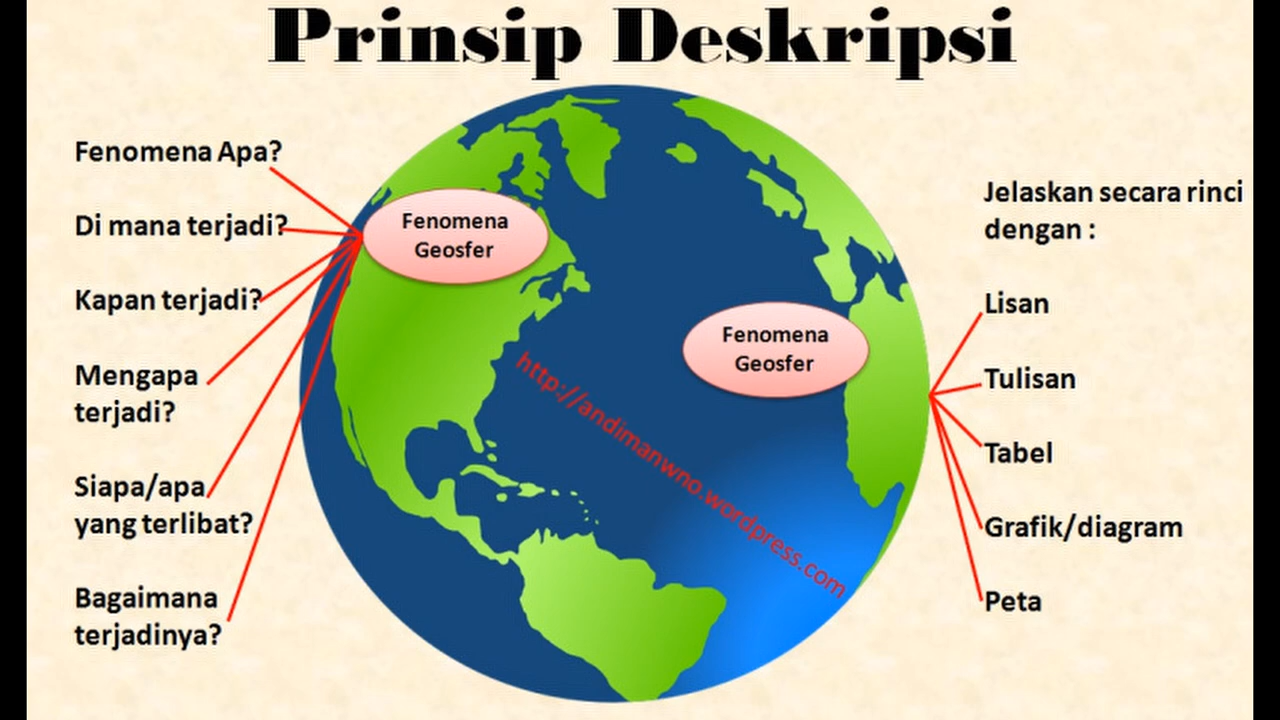 Prinsip Deskripsi
Fenomena Apa?
Di mana terjadi?
Kapan terjadi?
Mengapa
terjadi?
Siapa/apa
yang terlibat?
Bagaimana
terjadinya?
Fenomena
Geosfer
Fenomena
Geosfer
http://andimanwno.wordpress.com
Jelaskan secara rinci
dengan :
Lisan
Tulisan
Tabel
Grafik/diagram
Peta